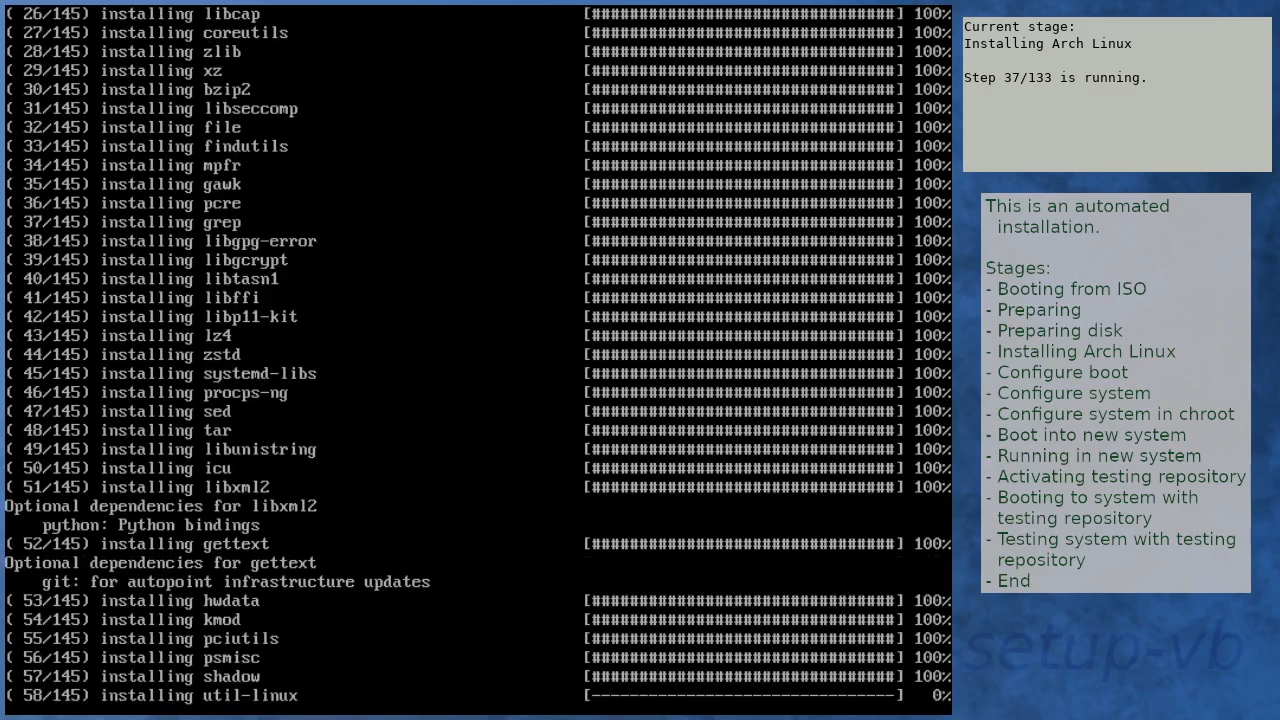 ( 26/145) installing libcap [################################] 100%
( 27/145) installing coreutils [################################] 100%
( 28/145) installing zlib [################################] 100%
( 29/145) installing xz [################################] 100%
( 30/145) installing bzip2 [################################] 100%
( 31/145) installing libseccomp [################################] 100%
( 32/145) installing file [################################] 100%
( 33/145) installing findutils [################################] 100%
( 34/145) installing mpfr [################################] 100%
( 35/145) installing gawk [################################] 100%
( 36/145) installing pcre [################################] 100%
( 37/145) installing grep [################################] 100%
( 38/145) installing libgpg-error [################################] 100%
( 39/145) installing libgcrypt [################################] 100%
( 40/145) installing libtasn1 [################################] 100%
( 41/145) installing libffi [################################] 100%
( 42/145) installing libp11-kit [################################] 100%
( 43/145) installing lz4 [################################] 100%
( 44/145) installing zstd [################################] 100%
( 45/145) installing systemd-libs [################################] 100%
( 46/145) installing procps-ng [################################] 100%
( 47/145) installing sed [################################] 100%
( 48/145) installing tar [################################] 100%
( 49/145) installing libunistring [################################] 100%
( 50/145) installing icu [################################] 100%
( 51/145) installing libxml2 [################################] 100%
Optional dependencies for libxml2
python: Python bindings
( 52/145) installing gettext [################################] 100%
Optional dependencies for gettext
git: for autopoint infrastructure updates
( 53/145) installing hwdata [################################] 100%
( 54/145) installing kmod [################################] 100%
( 55/145) installing pciutils [################################] 100%
( 56/145) installing psmisc [################################] 100%
( 57/145) installing shadow [################################] 100%
( 58/145) installing util-linux [--------------------------------] 0%
Current stage:
Installing Arch Linux
Step 37/133 is running.
This is an automated
installation.
Stages:
- Booting from ISO
- Preparing
- Preparing disk
- Installing Arch Linux
- Configure boot
- Configure system
- Configure system in chroot
- Boot into new system
- Running in new system
- Activating testing repository
- Booting to system with
testing repository
- Testing system with testing
repository
- End
setup-vb